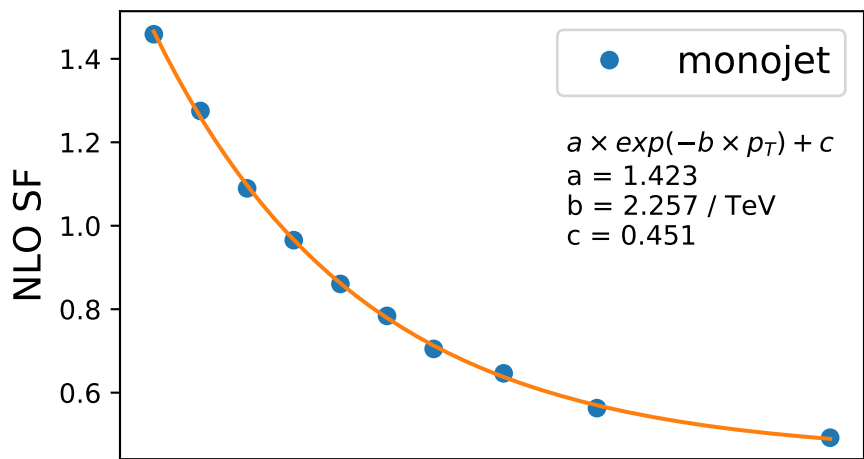 monojet
a × exp(−b × p_T) + c
a = 1.423
b = 2.257 / TeV
c = 0.451
NLO SF
1.4
1.2
1.0
0.8
0.6